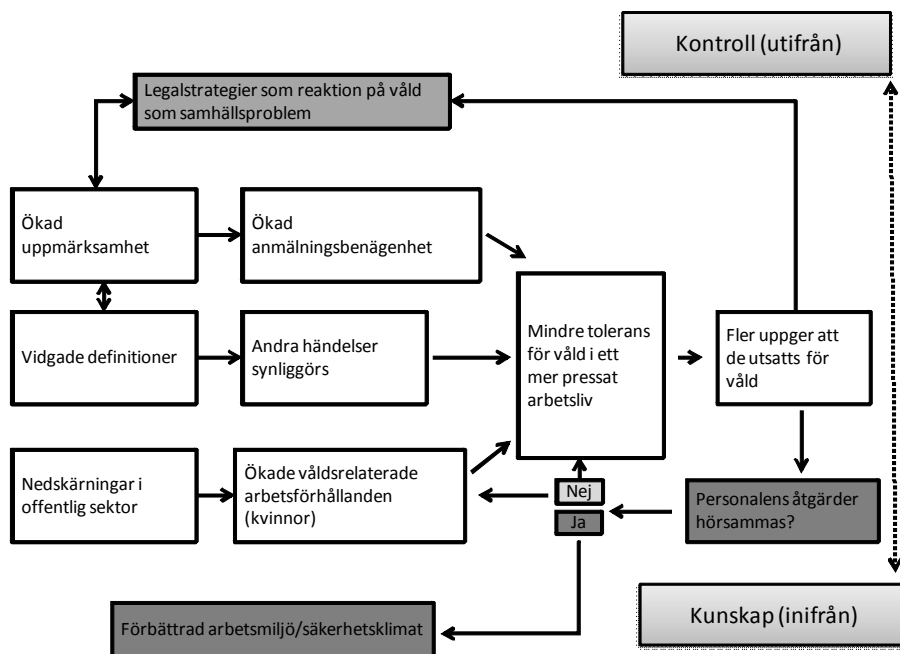 Kontroll (utifrån)
Legalstrategier som reaktion på våld
som samhällsproblem
Ökad
uppmärksamhet
Ökad
anmälningsbenägenhet
Vidgade definitioner
Andra händelser
synliggörs
Mindre tolerans
för våld i ett
mer pressat
arbetsliv
Fler uppger att
de utsatts för
våld
Nedskärningar i
offentlig sektor
Ökade våldsrelaterade
arbetsförhållanden
(kvinnor)
Nej
Ja
Personalens åtgärder
hörsammas?
Förbättrad arbetsmiljö/säkerhetsklimat
Kunskap (inifrån)